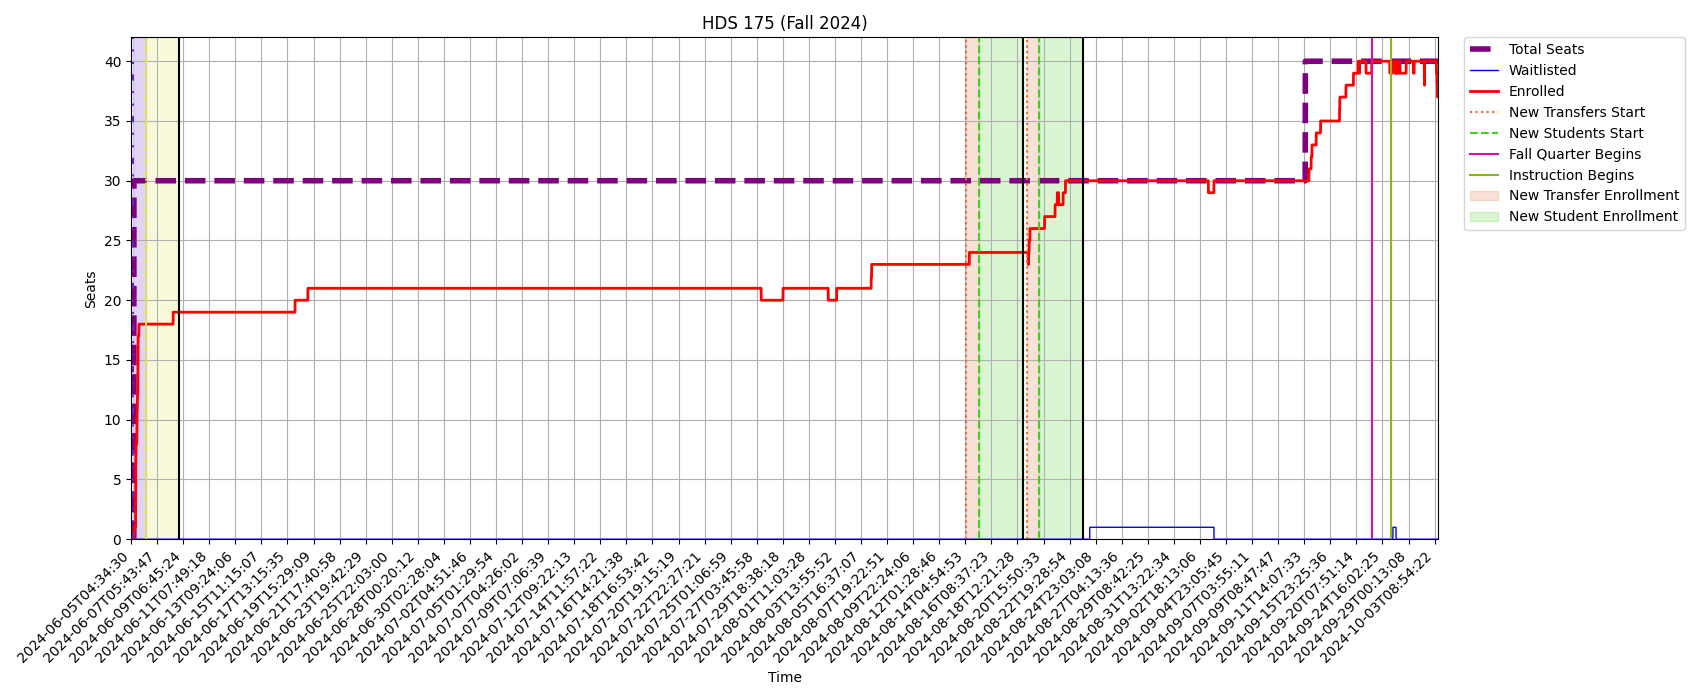 HDS 175 (Fall 2024)
40
35
30
25
20
15
10
5
0
Seats
2024-06-05T04:34:30
2024-06-07T05:43:47
2024-06-09T06:45:24
2024-06-11T07:49:18
2024-06-13T09:24:06
2024-06-15T11:15:07
2024-06-17T13:15:35
2024-06-19T15:29:09
2024-06-21T17:40:58
2024-06-23T19:42:29
2024-06-25T22:03:00
2024-06-28T00:20:12
2024-06-30T02:28:04
2024-07-02T04:51:46
2024-07-05T01:29:54
2024-07-07T04:26:02
2024-07-09T07:06:39
2024-07-12T09:22:13
2024-07-14T11:57:22
2024-07-16T14:21:38
2024-07-18T16:53:42
2024-07-20T19:15:19
2024-07-22T22:27:21
2024-07-25T01:06:59
2024-07-27T03:45:58
2024-07-29T18:38:18
2024-08-01T11:03:28
2024-08-03T13:55:52
2024-08-05T16:37:07
2024-08-07T19:22:51
2024-08-09T22:24:06
2024-08-12T01:28:46
2024-08-14T04:54:53
2024-08-16T08:37:23
2024-08-18T12:21:28
2024-08-20T15:50:33
2024-08-22T19:28:54
2024-08-24T23:03:08
2024-08-27T04:13:36
2024-08-29T08:42:25
2024-08-31T13:22:34
2024-09-02T18:13:06
2024-09-04T23:05:45
2024-09-07T03:55:11
2024-09-09T08:47:47
2024-09-11T14:07:33
2024-09-15T23:25:36
2024-09-20T07:51:14
2024-09-24T16:02:25
2024-09-29T00:13:08
2024-10-03T08:54:22
Time
Total Seats
Waitlisted
Enrolled
New Transfers Start
New Students Start
Fall Quarter Begins
Instruction Begins
New Transfer Enrollment
New Student Enrollment